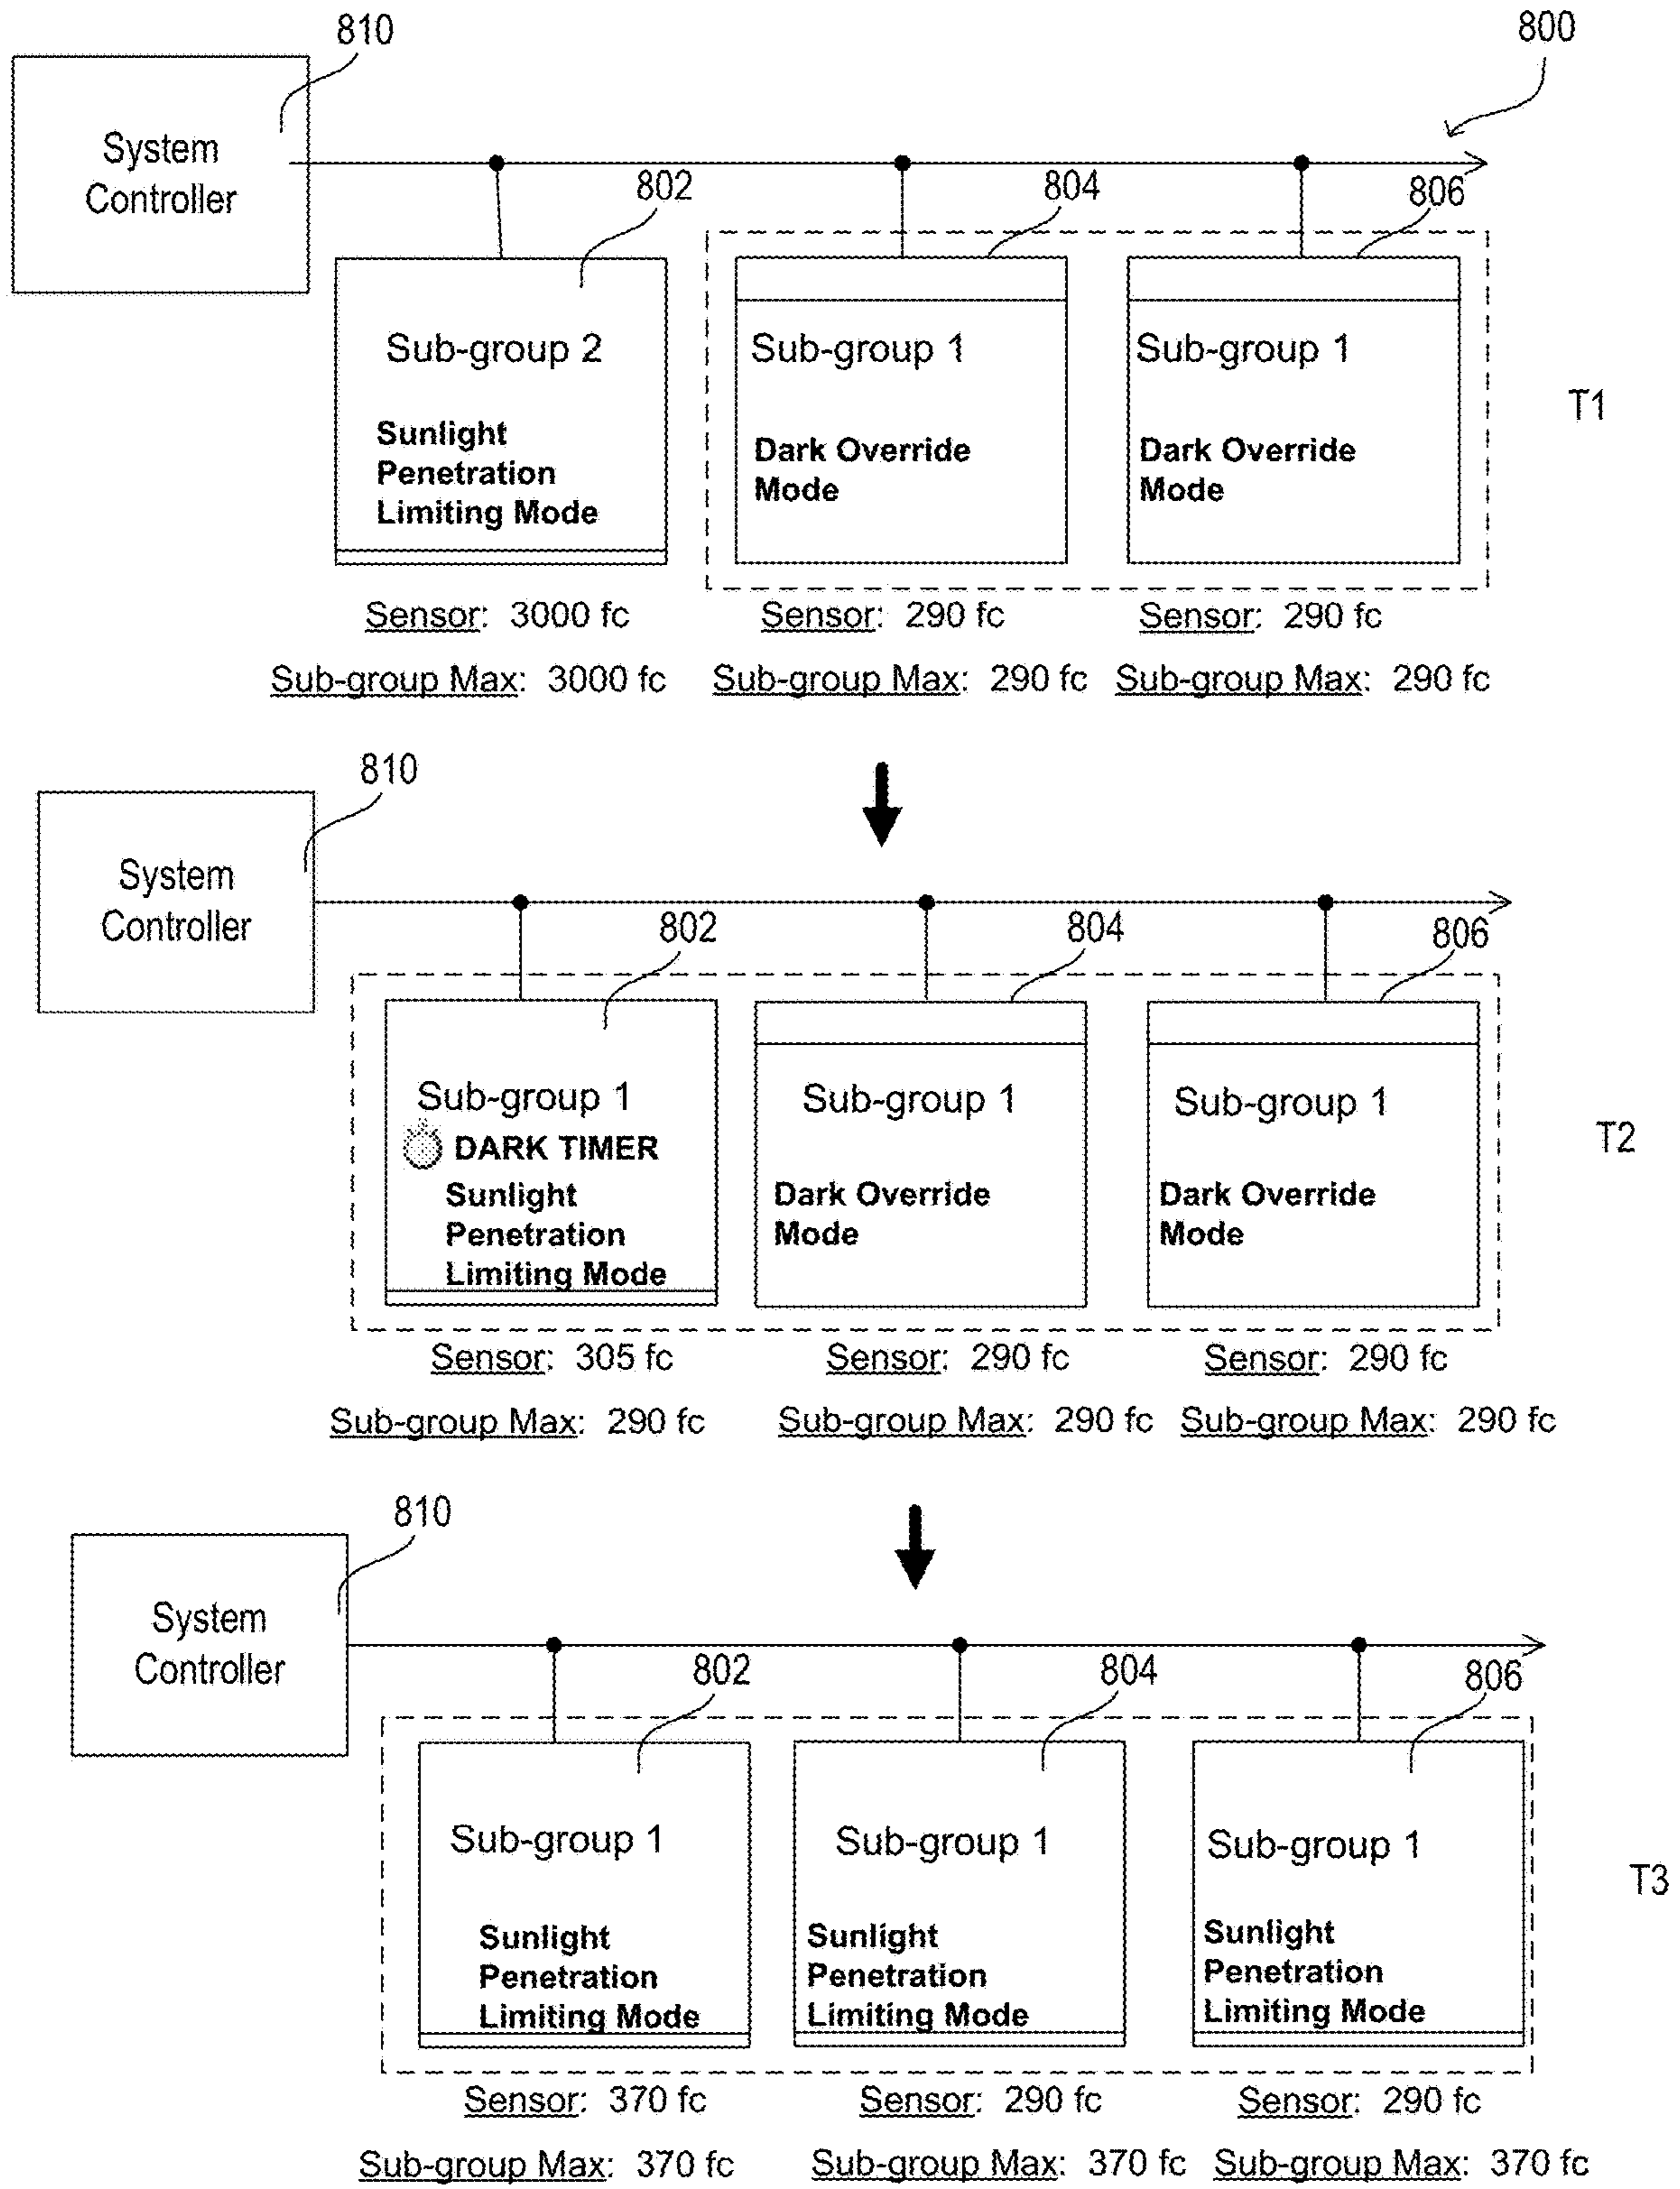 810
800
System
Controller
802
804
806
Sub-group 2
Sub-group 1
Sub-group 1
T1
Sunlight
Penetration
Limiting Mode
Dark Override
Mode
Dark Override
Mode
Sensor: 3000 fc
Sensor: 290 fc
Sensor: 290 fc
Sub-group Max: 3000 fc
Sub-group Max: 290 fc
Sub-group Max: 290 fc
810
System
Controller
802
804
806
Sub-group 1
Sub-group 1
Sub-group 1
T2
DARK TIMER
Sunlight
Penetration
Limiting Mode
Dark Override
Mode
Dark Override
Mode
Sensor: 305 fc
Sensor: 290 fc
Sensor: 290 fc
Sub-group Max: 290 fc
Sub-group Max: 290 fc
Sub-group Max: 290 fc
810
System
Controller
802
804
806
Sub-group 1
Sub-group 1
Sub-group 1
T3
Sunlight
Penetration
Limiting Mode
Sunlight
Penetration
Limiting Mode
Sunlight
Penetration
Limiting Mode
Sensor: 370 fc
Sensor: 290 fc
Sensor: 290 fc
Sub-group Max: 370 fc
Sub-group Max: 370 fc
Sub-group Max: 370 fc